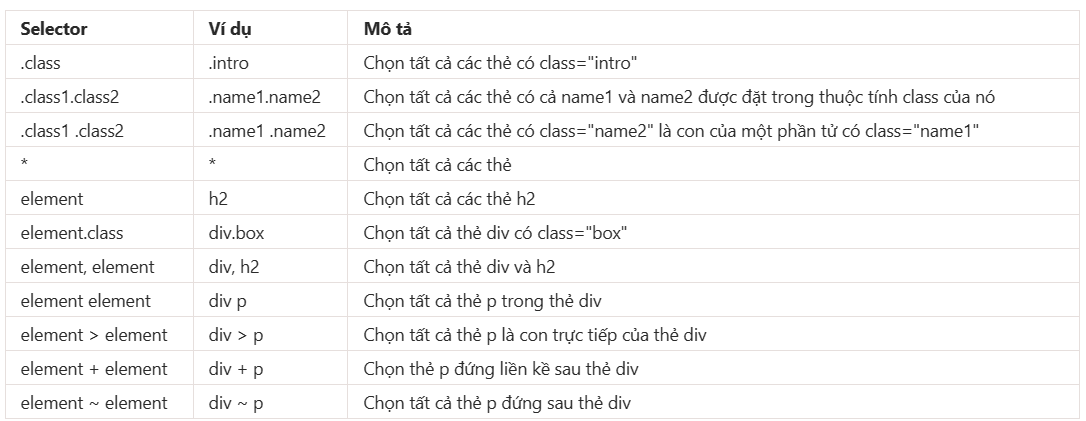 Selector Ví dụ Mô tả
.class .intro Chọn tất cả các thẻ có class="intro"
.class1.class2 .name1.name2 Chọn tất cả các thẻ có cả name1 và name2 được đặt trong thuộc tính class của nó
.class1 .class2 .name1 .name2 Chọn tất cả các thẻ có class="name2" là con của một phần tử có class="name1"
* * Chọn tất cả các thẻ
element h2 Chọn tất cả các thẻ h2
element.class div.box Chọn tất cả thẻ div có class="box"
element, element div, h2 Chọn tất cả thẻ div và h2
element element div p Chọn tất cả thẻ p trong thẻ div
element > element div > p Chọn tất cả thẻ p là con trực tiếp của thẻ div
element + element div + p Chọn thẻ p đứng liền kề sau thẻ div
element ~ element div ~ p Chọn tất cả thẻ p đứng sau thẻ div